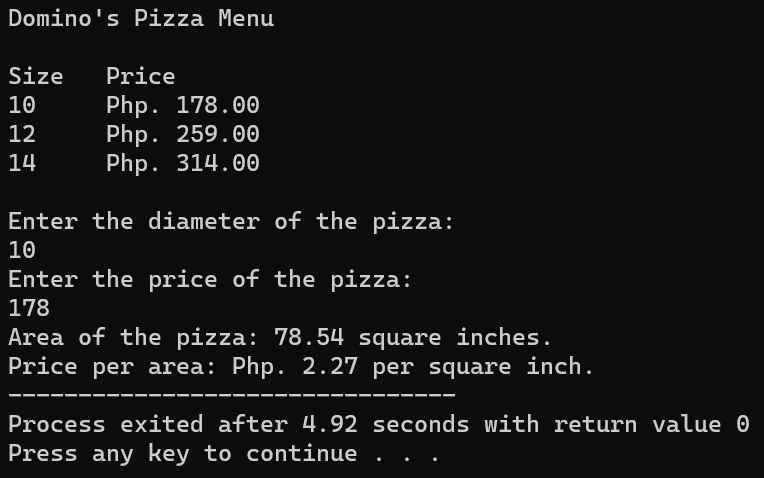 Domino's Pizza Menu
Size Price
10 Php. 178.00
12 Php. 259.00
14 Php. 314.00
Enter the diameter of the pizza:
10
Enter the price of the pizza:
178
Area of the pizza: 78.54 square inches.
Price per area: Php. 2.27 per square inch.
--------------------------------
Process exited after 4.92 seconds with return value 0
Press any key to continue . . .